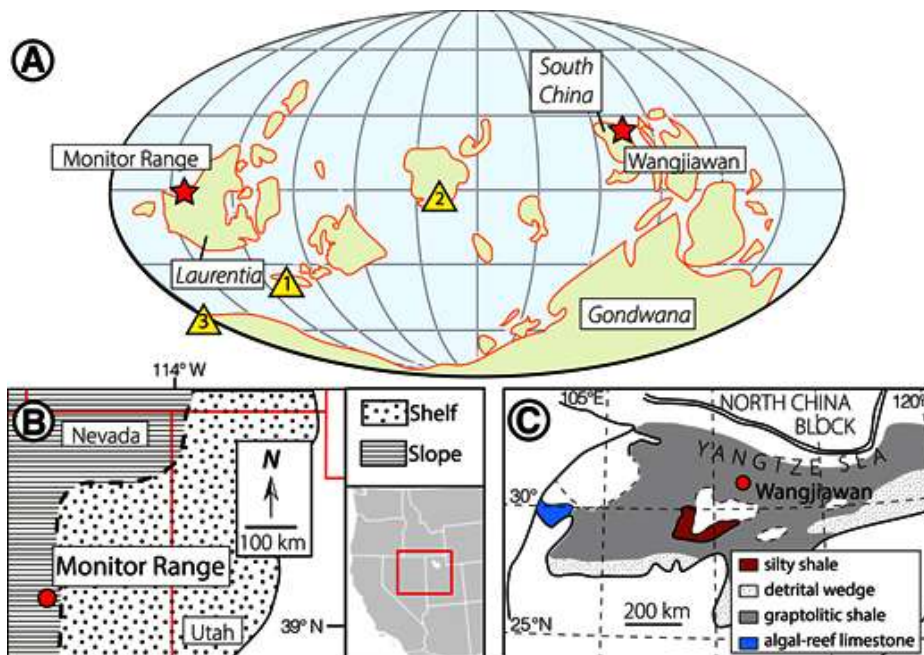 A
South
China
Monitor Range
Wangjiawan
2
Laurentia
1
3
Gondwana
114° W
B
Nevada
Shelf
Slope
N
100 km
Monitor Range
Utah
39° N
C
105°E
120°
NORTH CHINA
BLOCK
YANGTZE SEA
Wangjiawan
30°
silty shale
detrital wedge
graptolitic shale
algal-reef limestone
200 km
25°N